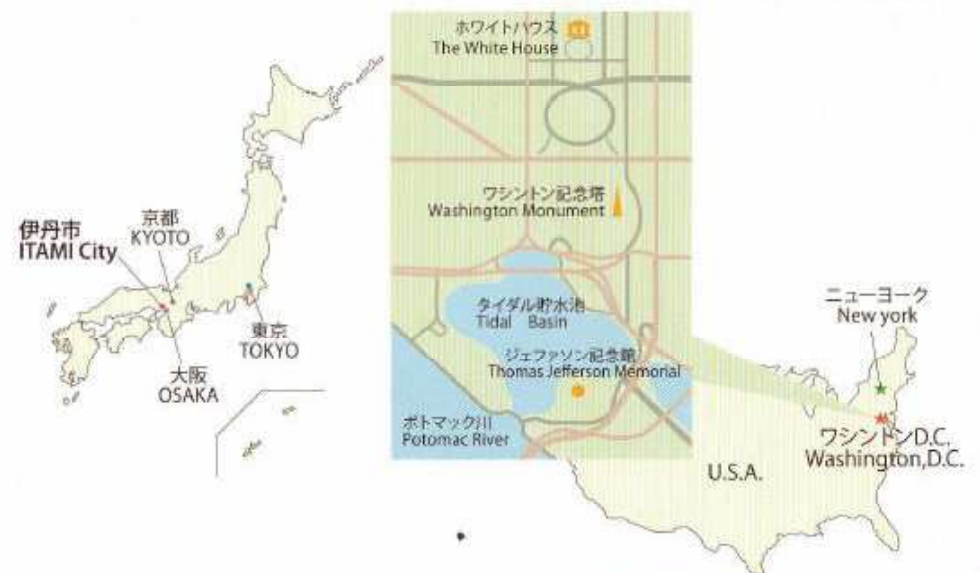 伊丹市
ITAMI City
京都
KYOTO
東京
TOKYO
大阪
OSAKA
ホワイトハウス
The White House
ワシントン記念塔
Washington Monument
タイダル貯水池
Tidal Basin
ジェファソン記念館
Thomas Jefferson Memorial
ポトマック川
Potomac River
ニューヨーク
New york
ワシントンD.C.
Washington,D.C.
U.S.A.